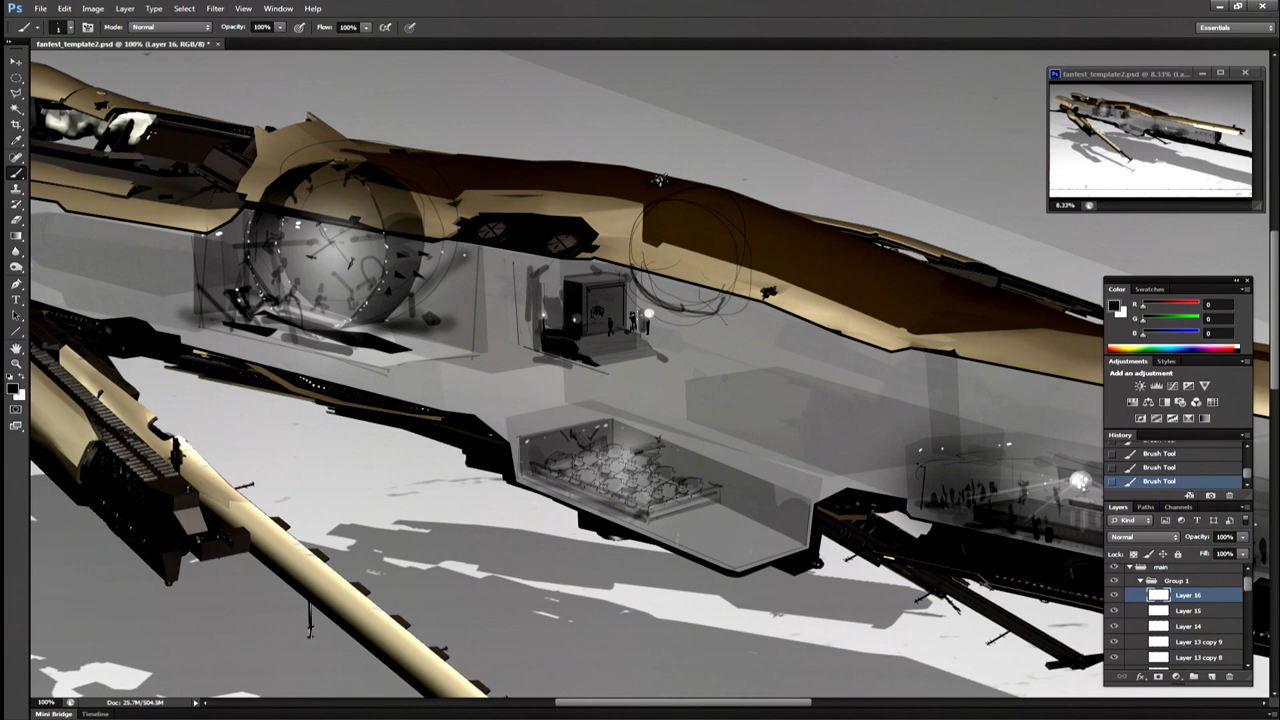 Ps File Edit Image Layer Type Select Filter View Window Help
1 Mode: Normal Opacity: 100% Flow: 100% Essentials
fanfest_template2.psd @ 100% (Layer 16, RGB/8) * ×
fanfest_template2.psd @ 8.33% (La...
8.33%
Color Swatches
R 0
G 0
B 0
Adjustments Styles
Add an adjustment
History
Brush Tool
Brush Tool
Brush Tool
Brush Tool
Layers Paths Channels
Kind
Normal Opacity: 100%
Lock: Fill: 100%
main
Group 1
Layer 16
Layer 15
Layer 14
Layer 13 copy 9
Layer 13 copy 8
100% Doc: 25.7M/504.5M
Mini Bridge Timeline